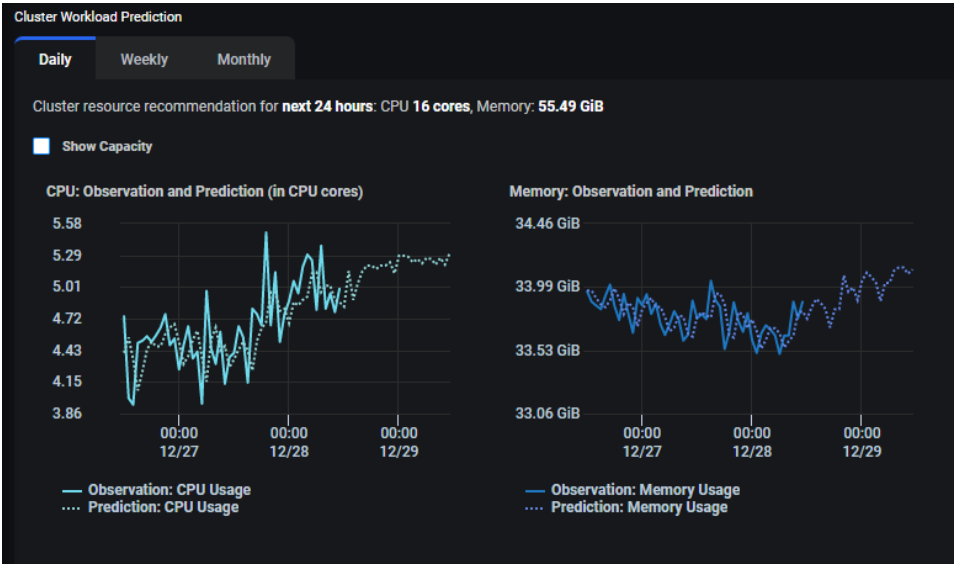 Cluster Workload Prediction
Daily Weekly Monthly
Cluster resource recommendation for next 24 hours: CPU 16 cores, Memory: 55.49 GiB
Show Capacity
CPU: Observation and Prediction (in CPU cores)
5.58
5.29
5.01
4.72
4.43
4.15
3.86
00:00 00:00 00:00
12/27 12/28 12/29
Observation: CPU Usage
Prediction: CPU Usage
Memory: Observation and Prediction
34.46 GiB
33.99 GiB
33.53 GiB
33.06 GiB
00:00 00:00 00:00
12/27 12/28 12/29
Observation: Memory Usage
Prediction: Memory Usage